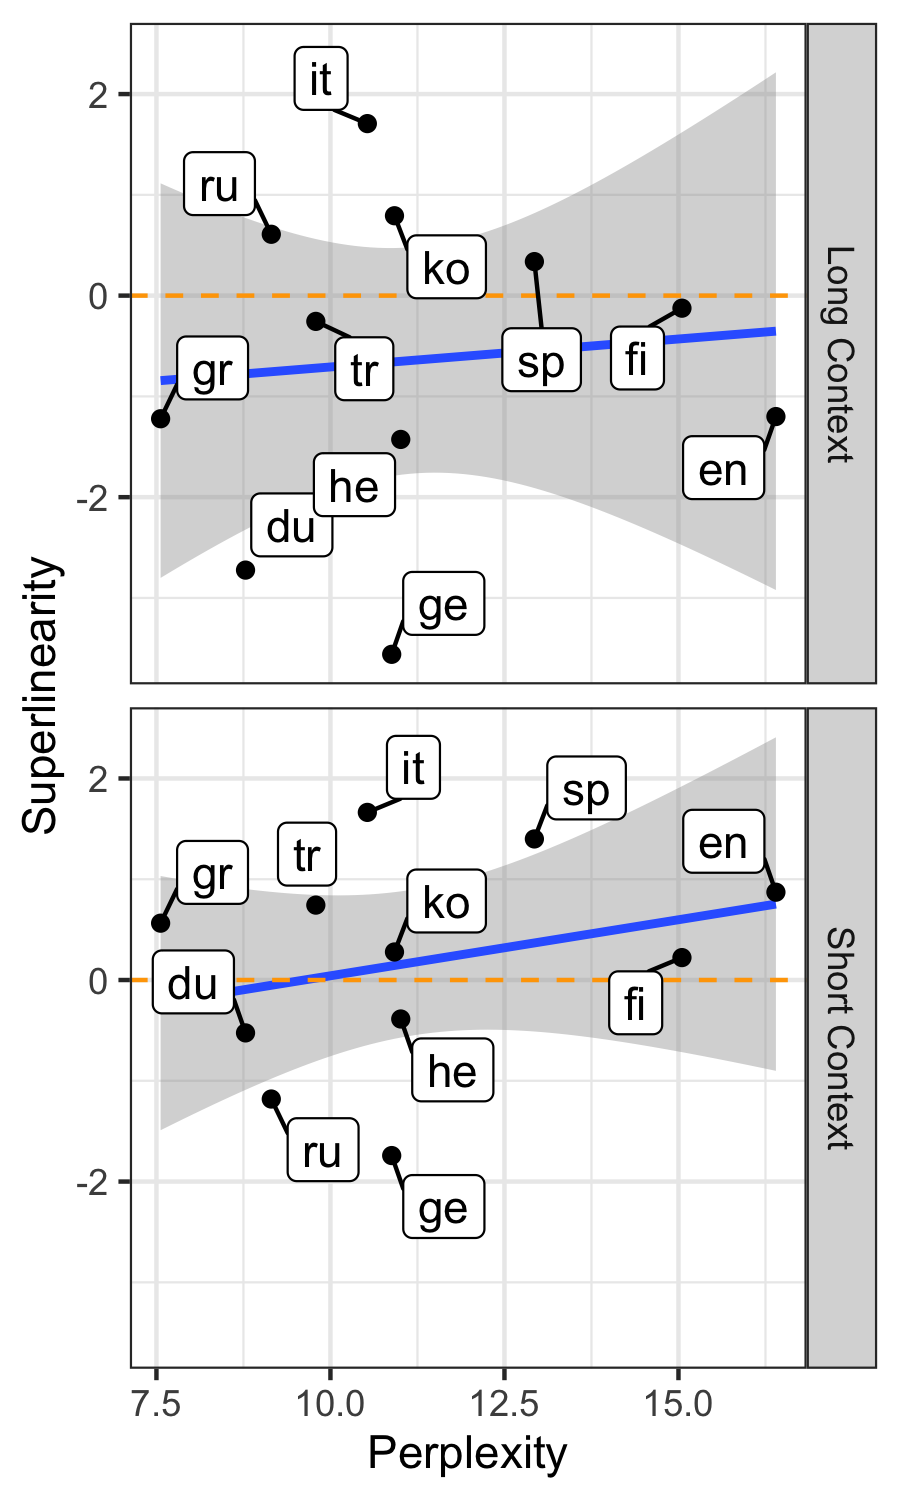 Superlinearity
2
0
-2
it
ru
ko
gr
tr
sp
fi
en
he
du
ge
Long Context
2
0
-2
it
sp
tr
en
gr
ko
du
fi
he
ru
ge
Short Context
7.5
10.0
12.5
15.0
Perplexity